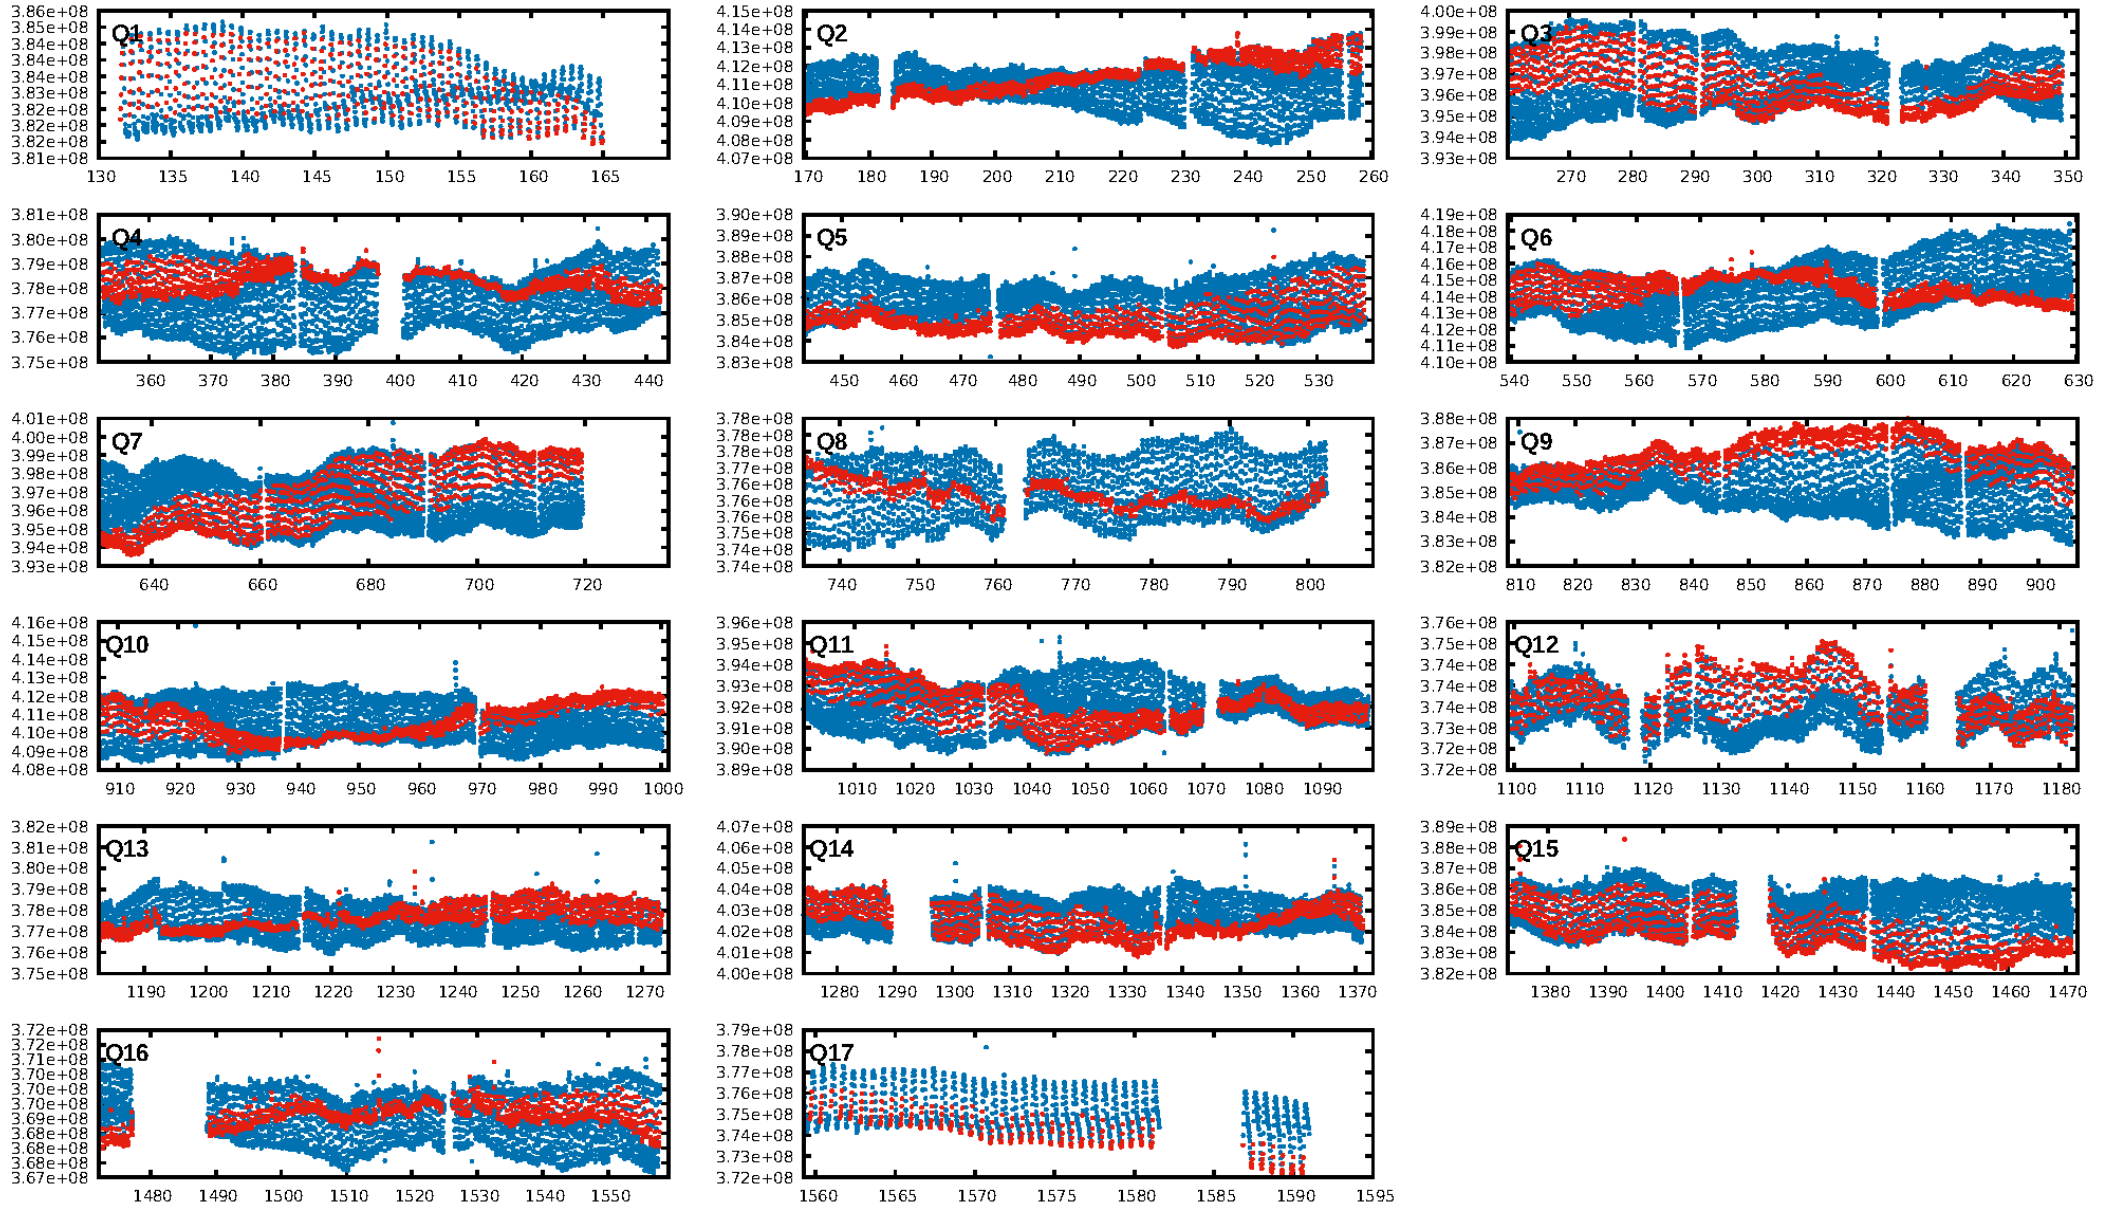 Q1
3.86e+08
3.85e+08
3.84e+08
3.84e+08
3.84e+08
3.83e+08
3.82e+08
3.82e+08
3.82e+08
3.81e+08
130 135 140 145 150 155 160 165
Q2
4.15e+08
4.14e+08
4.13e+08
4.12e+08
4.11e+08
4.10e+08
4.09e+08
4.08e+08
4.07e+08
170 180 190 200 210 220 230 240 250 260
Q3
4.00e+08
3.99e+08
3.98e+08
3.97e+08
3.96e+08
3.95e+08
3.94e+08
3.93e+08
270 280 290 300 310 320 330 340 350
Q4
3.81e+08
3.80e+08
3.79e+08
3.78e+08
3.77e+08
3.76e+08
3.75e+08
360 370 380 390 400 410 420 430 440
Q5
3.90e+08
3.89e+08
3.88e+08
3.87e+08
3.86e+08
3.85e+08
3.84e+08
3.83e+08
450 460 470 480 490 500 510 520 530
Q6
4.19e+08
4.18e+08
4.17e+08
4.16e+08
4.15e+08
4.14e+08
4.13e+08
4.12e+08
4.11e+08
4.10e+08
540 550 560 570 580 590 600 610 620 630
Q7
4.01e+08
4.00e+08
3.99e+08
3.98e+08
3.97e+08
3.96e+08
3.95e+08
3.94e+08
3.93e+08
640 660 680 700 720
Q8
3.78e+08
3.78e+08
3.78e+08
3.77e+08
3.76e+08
3.76e+08
3.76e+08
3.75e+08
3.74e+08
3.74e+08
740 750 760 770 780 790 800
Q9
3.88e+08
3.87e+08
3.86e+08
3.85e+08
3.84e+08
3.83e+08
3.82e+08
810 820 830 840 850 860 870 880 890 900
Q10
4.16e+08
4.15e+08
4.14e+08
4.13e+08
4.12e+08
4.11e+08
4.10e+08
4.09e+08
4.08e+08
910 920 930 940 950 960 970 980 990 1000
Q11
3.96e+08
3.95e+08
3.94e+08
3.93e+08
3.92e+08
3.91e+08
3.90e+08
3.89e+08
1010 1020 1030 1040 1050 1060 1070 1080 1090
Q12
3.76e+08
3.75e+08
3.74e+08
3.74e+08
3.74e+08
3.73e+08
3.72e+08
3.72e+08
1100 1110 1120 1130 1140 1150 1160 1170 1180
Q13
3.82e+08
3.81e+08
3.80e+08
3.79e+08
3.78e+08
3.77e+08
3.76e+08
3.75e+08
1190 1200 1210 1220 1230 1240 1250 1260 1270
Q14
4.07e+08
4.06e+08
4.05e+08
4.04e+08
4.03e+08
4.02e+08
4.01e+08
4.00e+08
1280 1290 1300 1310 1320 1330 1340 1350 1360 1370
Q15
3.89e+08
3.88e+08
3.87e+08
3.86e+08
3.85e+08
3.84e+08
3.83e+08
3.82e+08
1380 1390 1400 1410 1420 1430 1440 1450 1460 1470
Q16
3.72e+08
3.72e+08
3.71e+08
3.70e+08
3.70e+08
3.70e+08
3.69e+08
3.68e+08
3.68e+08
3.68e+08
3.67e+08
1480 1490 1500 1510 1520 1530 1540 1550
Q17
3.79e+08
3.78e+08
3.77e+08
3.76e+08
3.75e+08
3.74e+08
3.73e+08
3.72e+08
1560 1565 1570 1575 1580 1585 1590 1595